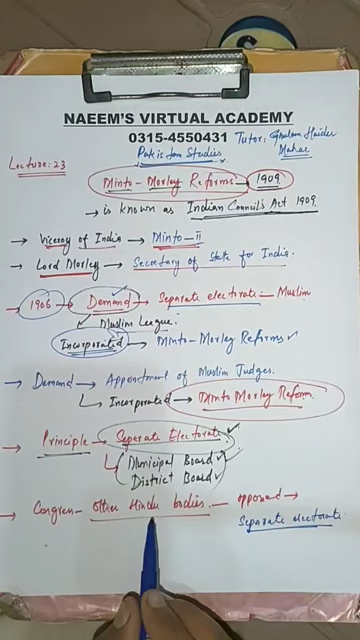 NAEEM'S VIRTUAL ACADEMY
0315-4550431 Tutor: Ghulam Haider Mahar
Pakistan Studies
Lecture: 23
Minto-Morley Reforms → 1909
→ is known as Indian Councils Act 1909
→ Viceroy of India → Minto-II
→ Lord Morley → Secretary of State for India.
→ 1906 → Demand → Separate electorate - Muslim
Muslim League.
Incorporated → Minto-Morley Reforms ✓
→ Demand → Appointment of Muslim Judges.
↳ Incorporated → Minto Morley Reform
→ Principle → Seperate Electorate ✓
↳ Municipal Board ✓
District Board ✓
→ Congress - Other Hindu bodies - opposed →
Separate electorate